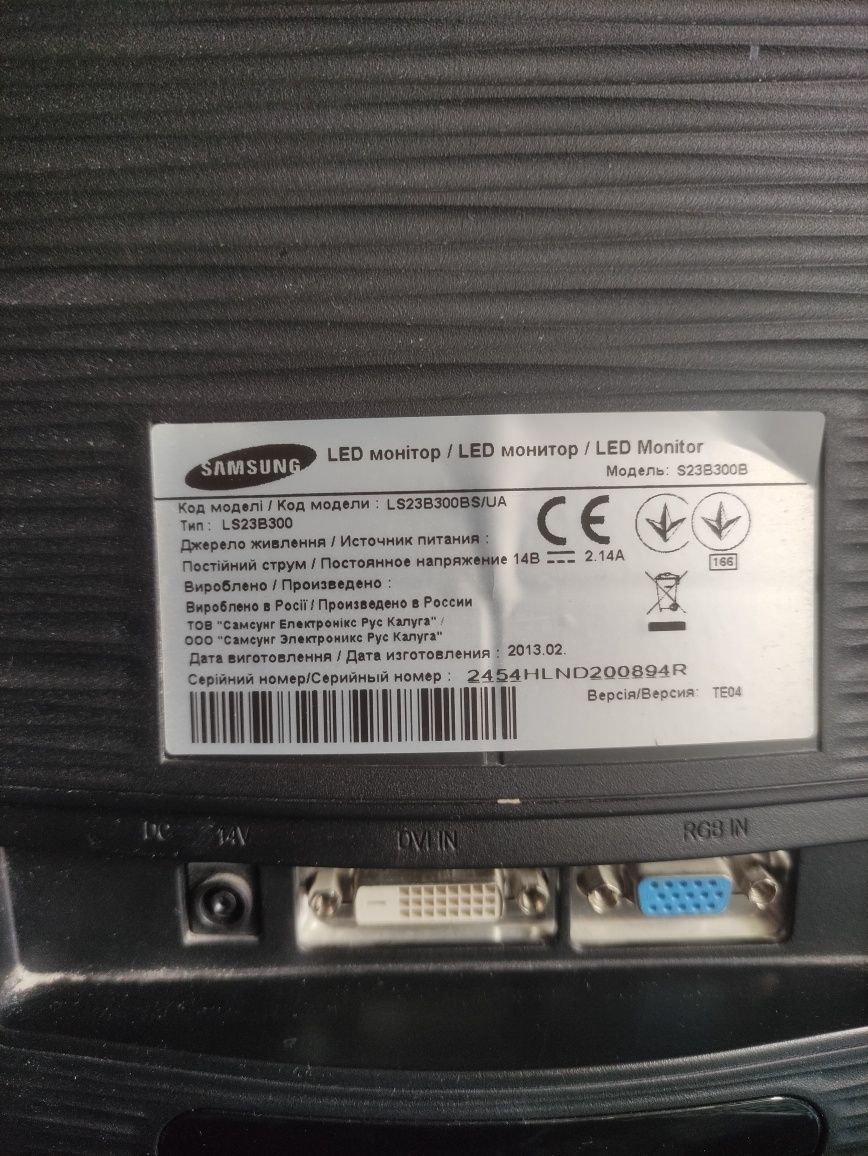 SAMSUNG
LED монітор / LED монитор / LED Monitor
Модель: S23B300B
Код моделі / Код модели : LS23B300BS/UA
Тип : LS23B300
Джерело живлення / Источник питания :
Постійний струм / Постоянное напряжение 14В 2.14A
CE
166
Вироблено / Произведено :
Вироблено в Росії / Произведено в России
ТОВ "Самсунг Електронікс Рус Калуга" /
ООО "Самсунг Электроникс Рус Калуга"
Дата виготовлення / Дата изготовления : 2013.02.
Серійний номер/Серийный номер : 2454HLND200894R
Версія/Версия: TE04
DC 14V
DVI IN
RGB IN